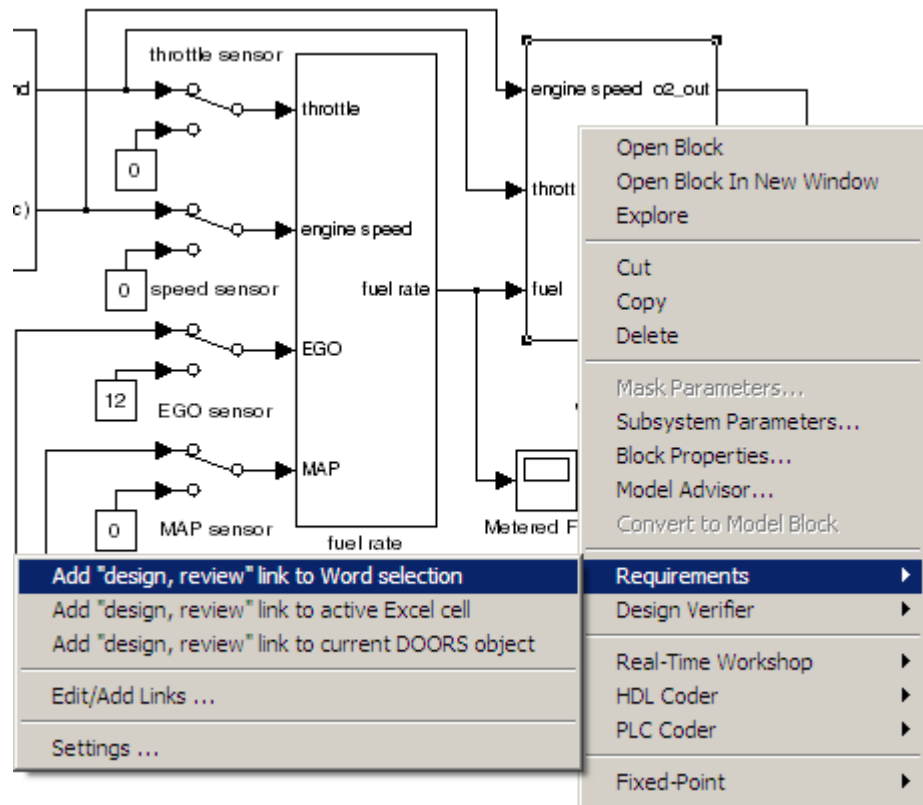 throttle sensor
nd
engine speed o2_out
throttle
0
thrott
c)
engine speed
0
speed sensor
fuel rate
fuel
EGO
12
EGO sensor
MAP
0
MAP sensor
fuel rate
Metered F
Open Block
Open Block In New Window
Explore
Cut
Copy
Delete
Mask Parameters...
Subsystem Parameters...
Block Properties...
Model Advisor...
Convert to Model Block
Requirements
Design Verifier
Real-Time Workshop
HDL Coder
PLC Coder
Fixed-Point
Add "design, review" link to Word selection
Add "design, review" link to active Excel cell
Add "design, review" link to current DOORS object
Edit/Add Links ...
Settings ...